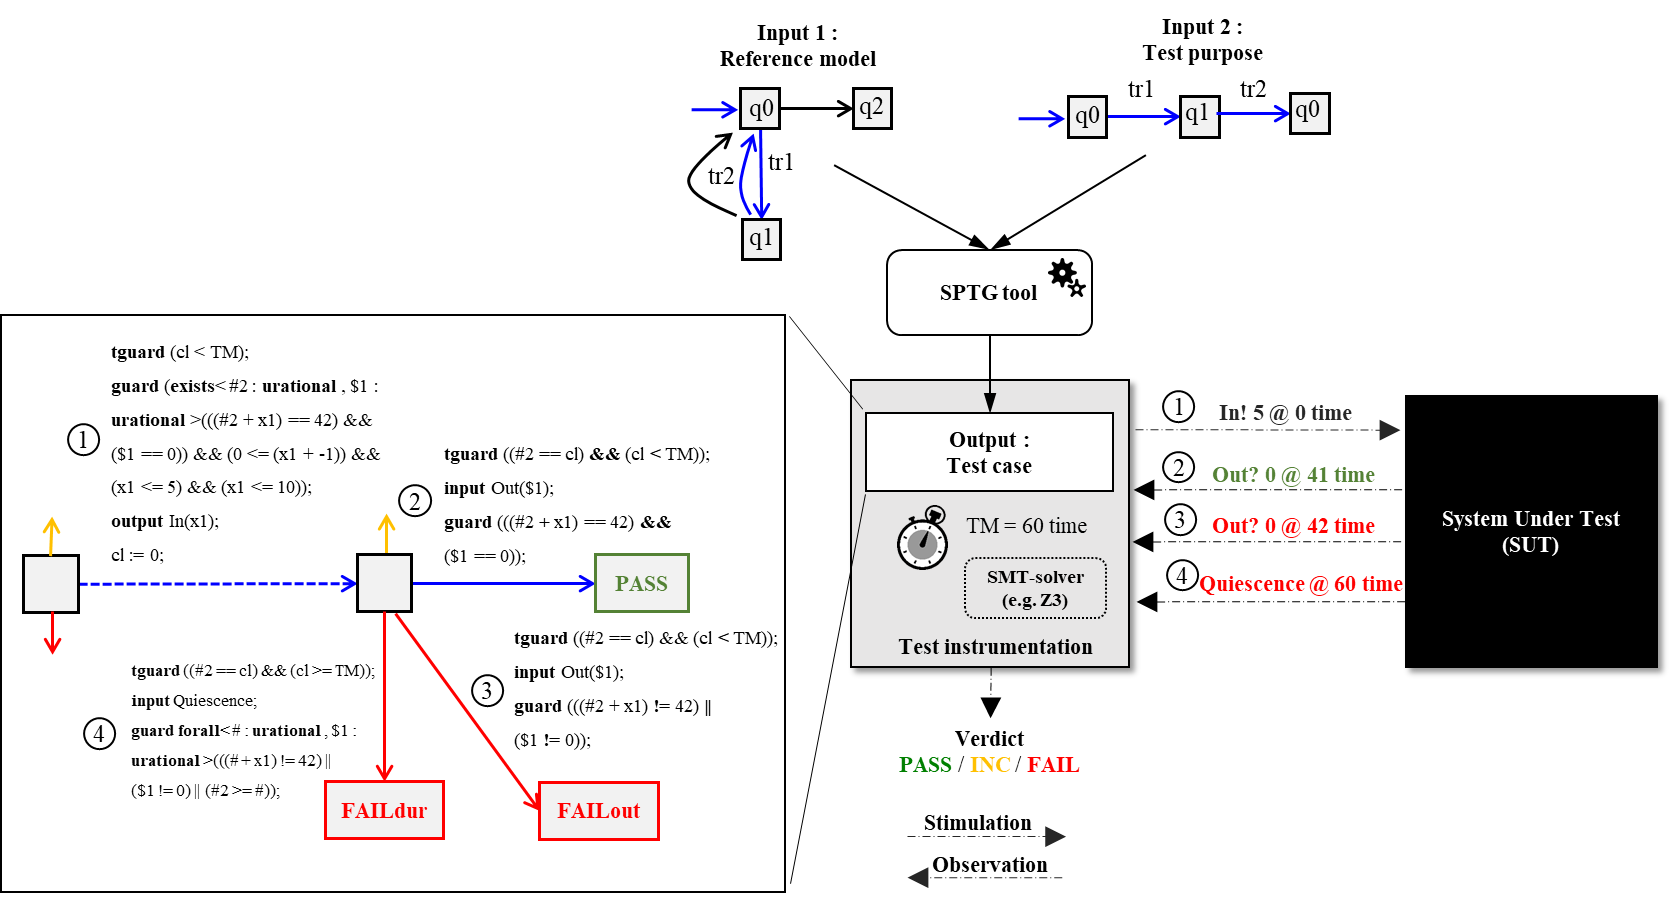 Input 1 :
Reference model
q0
q2
tr1
tr2
q1
Input 2 :
Test purpose
q0
tr1
q1
tr2
q0
SPTG tool
tguard (cl < TM);
guard (exists< #2 : urational , $1 :
urational >(((#2 + x1) == 42) &&
($1 == 0)) && (0 <= (x1 + -1)) &&
(x1 <= 5) && (x1 <= 10));
output In(x1);
cl := 0;
1
2
tguard ((#2 == cl) && (cl < TM));
input Out($1);
guard (((#2 + x1) == 42) &&
($1 == 0));
PASS
3
tguard ((#2 == cl) && (cl < TM));
input Out($1);
guard (((#2 + x1) != 42) ||
($1 != 0));
4
tguard ((#2 == cl) && (cl >= TM));
input Quiescence;
guard forall<# : urational , $1 :
urational >(((# + x1) != 42) ||
($1 != 0) || (#2 >= #));
FAILdur
FAILout
Output :
Test case
TM = 60 time
SMT-solver
(e.g. Z3)
Test instrumentation
1
In! 5 @ 0 time
2
Out? 0 @ 41 time
3
Out? 0 @ 42 time
4
Quiescence @ 60 time
System Under Test
(SUT)
Verdict
PASS / INC / FAIL
Stimulation
Observation